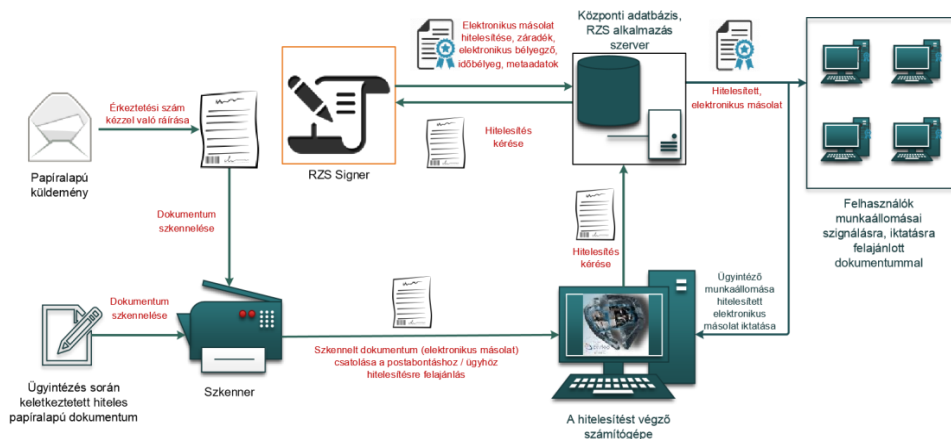 Elektronikus másolat
hitelesítése, záradék,
elektronikus bélyegző,
időbélyeg, metaadatok
Központi adatbázis,
RZS alkalmazás
szerver
Érkeztetési szám
kézzel való ráírása
Hitelesített,
elektronikus másolat
Hitelesítés
kérése
Papíralapú
küldemény
RZS Signer
Felhasználók
munkaállomásai
szignálásra, iktatásra
felajánlott
dokumentummal
Dokumentum
szkennelése
Hitelesítés
kérése
Ügyintéző
munkaállomása
hitelesített
elektronikus
másolat iktatása
Dokumentum
szkennelése
Szkennelt dokumentum (elektronikus másolat)
csatolása a postabontáshoz / ügyhöz
hitelesítésre felajánlás
Ügyintézés során
keletkeztetett hiteles
papíralapú dokumentum
Szkenner
A hitelesítést végző
számítógépe